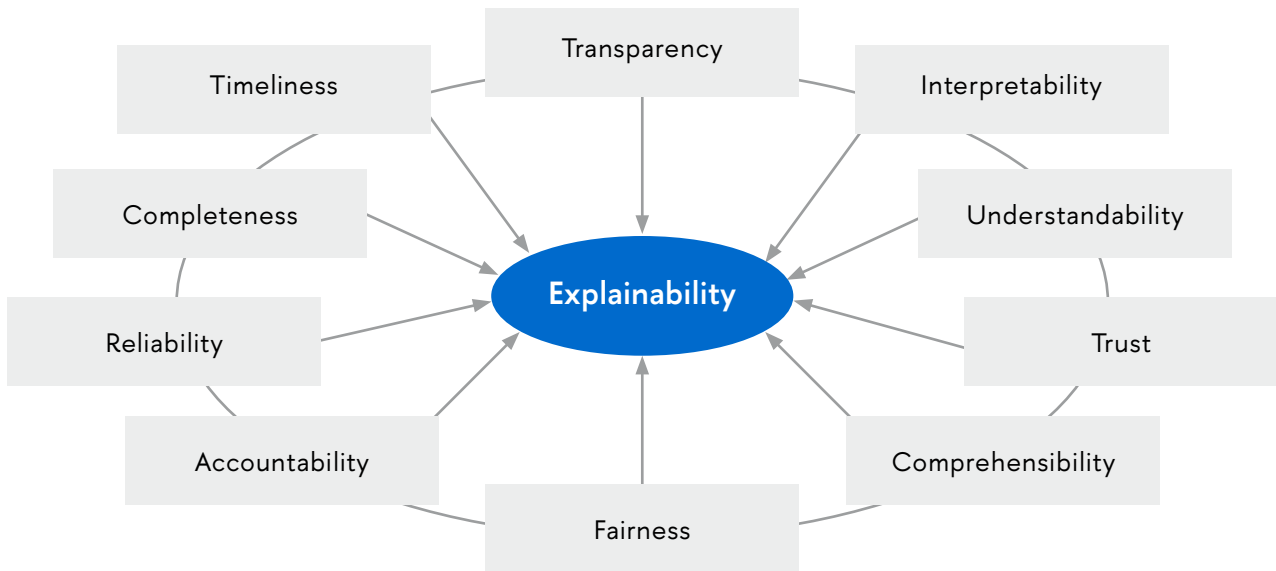 Transparency
Timeliness
Interpretability
Completeness
Understandability
Explainability
Reliability
Trust
Accountability
Comprehensibility
Fairness